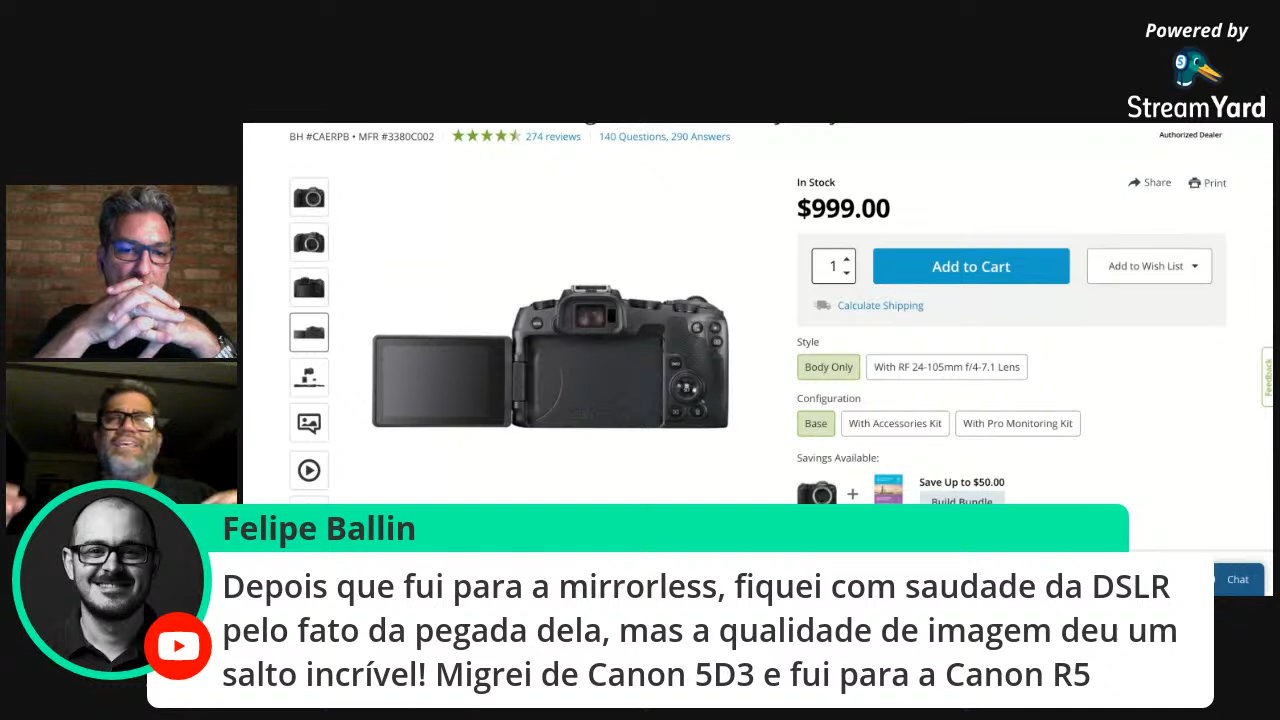 Powered by
StreamYard
Authorized Dealer
BH #CAERPB • MFR #3380C002
274 reviews
140 Questions, 290 Answers
In Stock
Share
Print
$999.00
1
Add to Cart
Add to Wish List
Calculate Shipping
Style
Body Only
With RF 24-105mm f/4-7.1 Lens
Configuration
Base
With Accessories Kit
With Pro Monitoring Kit
Savings Available:
Save Up to $50.00
Build Bundle
Feedback
Chat
Felipe Ballin
Depois que fui para a mirrorless, fiquei com saudade da DSLR
pelo fato da pegada dela, mas a qualidade de imagem deu um
salto incrível! Migrei de Canon 5D3 e fui para a Canon R5